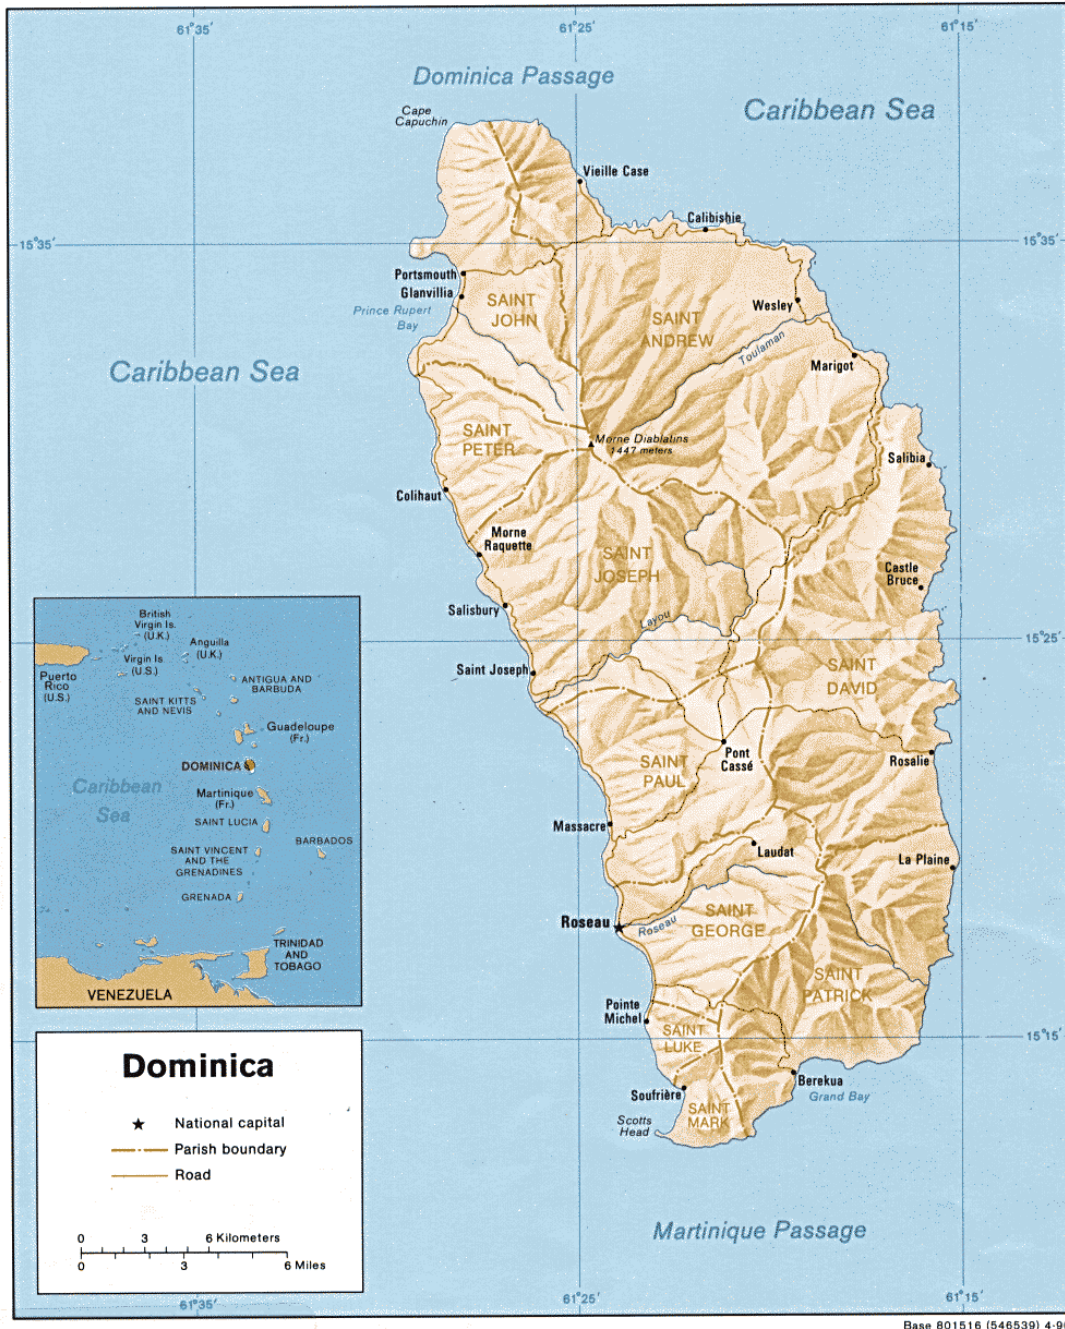 61°35′
61°25′
61°15′
Dominica Passage
Caribbean Sea
Cape
Capuchin
Vieille Case
Calibishie
15°35′
15°35′
Portsmouth
Glanvillia
Prince Rupert
Bay
SAINT
JOHN
SAINT
ANDREW
Wesley
Toulaman
Marigot
Caribbean Sea
SAINT
PETER
Morne Diablatins
1447 meters
Salibia
Colihaut
Morne
Raquette
SAINT
JOSEPH
Castle
Bruce
Salisbury
Layou
15°25′
Saint Joseph
SAINT
DAVID
Pont
Cassé
Rosalie
SAINT
PAUL
Massacre
Laudat
La Plaine
Roseau
Roseau
SAINT
GEORGE
SAINT
PATRICK
Pointe
Michel
SAINT
LUKE
15°15′
Berekua
Grand Bay
Soufrière
SAINT
MARK
Scotts
Head
Martinique Passage
British
Virgin Is.
(U.K.)
Anguilla
(U.K.)
Virgin Is.
(U.S.)
Puerto
Rico
(U.S.)
ANTIGUA AND
BARBUDA
SAINT KITTS
AND NEVIS
Guadeloupe
(Fr.)
DOMINICA
Caribbean
Sea
Martinique
(Fr.)
SAINT LUCIA
BARBADOS
SAINT VINCENT
AND THE
GRENADINES
GRENADA
TRINIDAD
AND
TOBAGO
VENEZUELA
Dominica
National capital
Parish boundary
Road
0 3 6 Kilometers
0 3 6 Miles
61°35′
61°25′
61°15′
Base 801516 (546539) 4-90